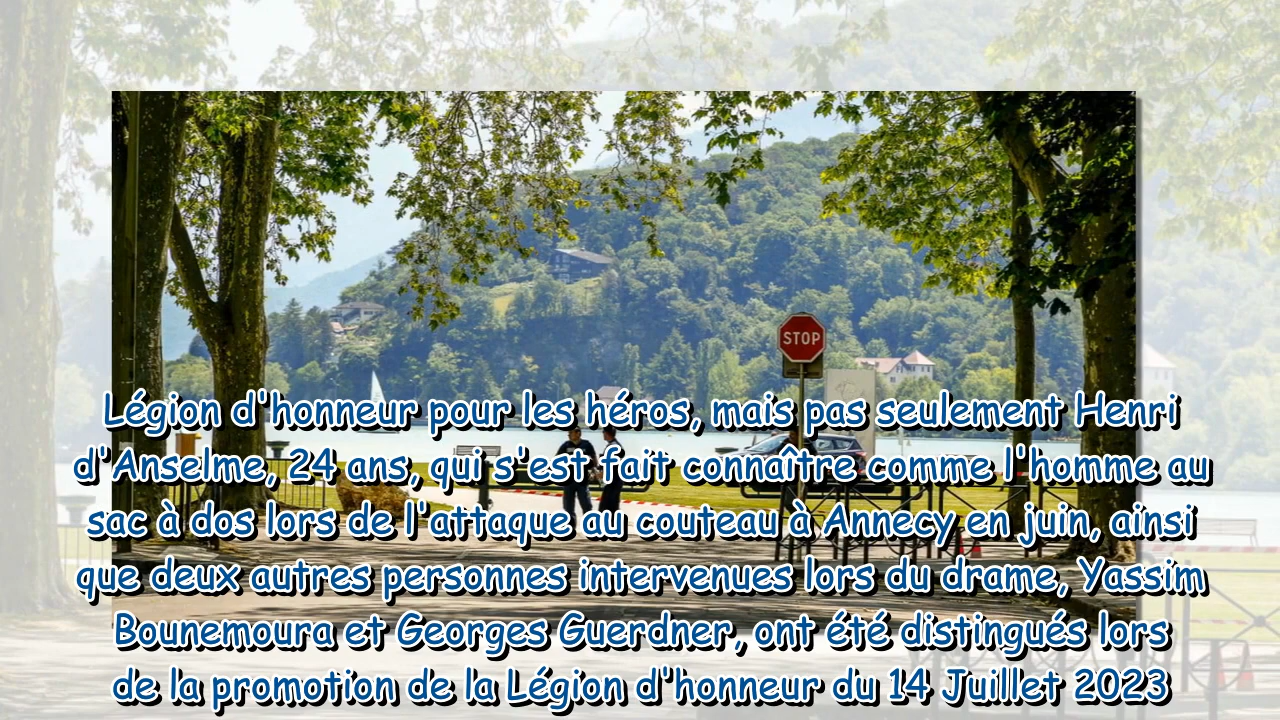 STOP
Légion d'honneur pour les héros, mais pas seulement Henri
d'Anselme, 24 ans, qui s'est fait connaître comme l'homme au
sac à dos lors de l'attaque au couteau à Annecy en juin, ainsi
que deux autres personnes intervenues lors du drame, Yassim
Bounemoura et Georges Guerdner, ont été distingués lors
de la promotion de la Légion d'honneur du 14 Juillet 2023